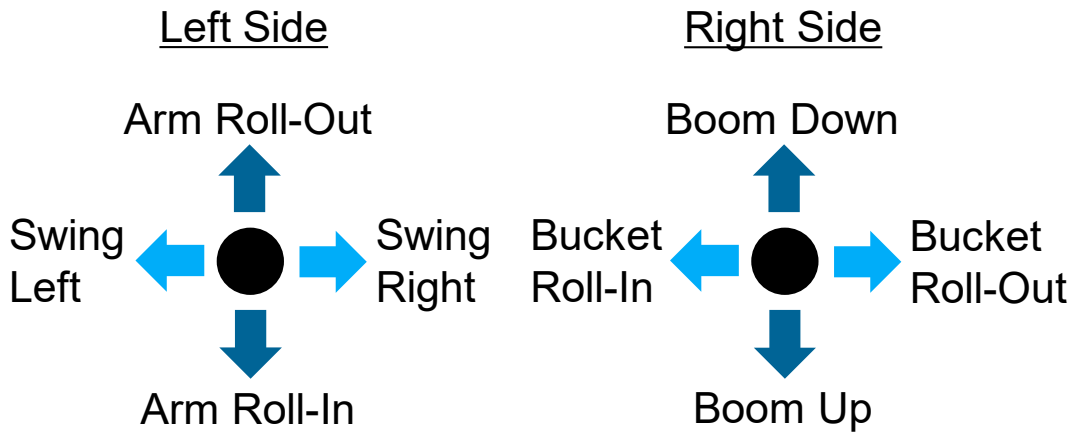 Left Side
Arm Roll-Out
Swing
Left
Swing
Right
Arm Roll-In
Right Side
Boom Down
Bucket
Roll-In
Bucket
Roll-Out
Boom Up